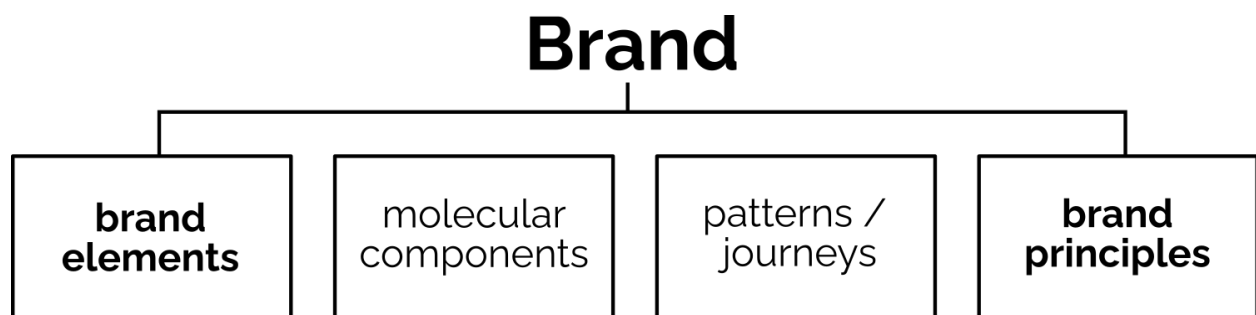 Brand
brand
elements
molecular
components
patterns /
journeys
brand
principles